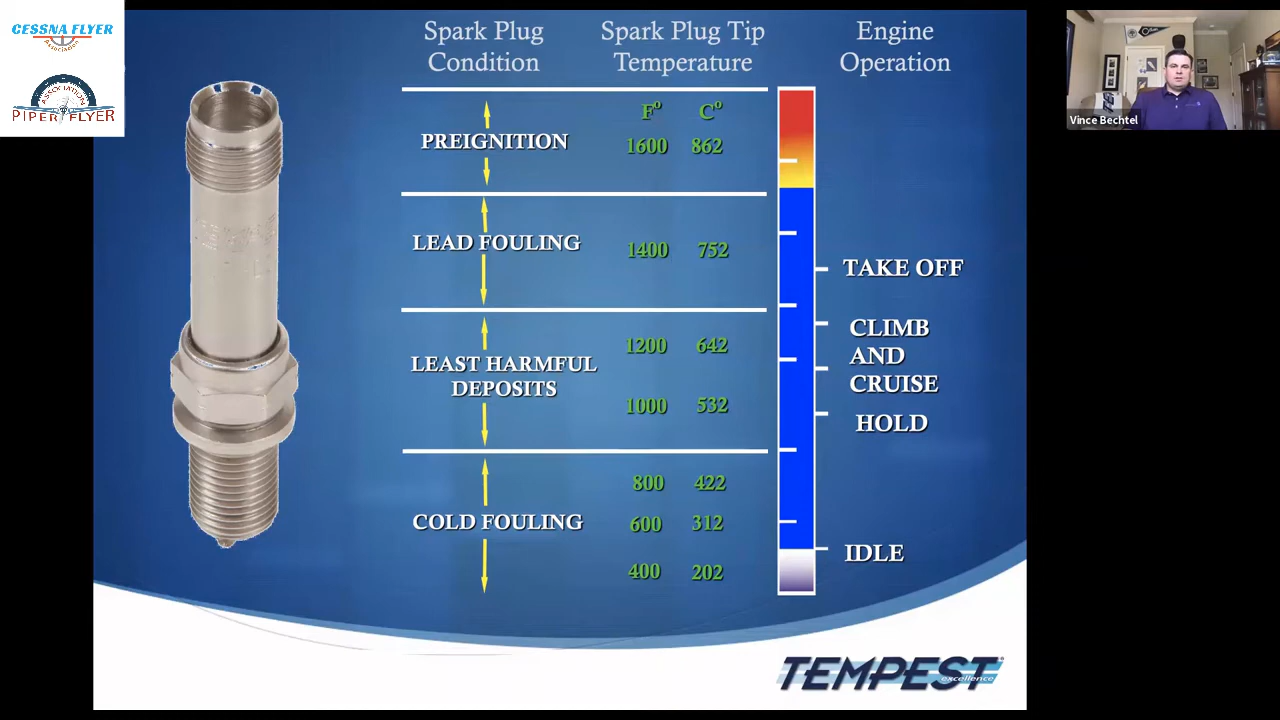 CESSNA FLYER
Association
ASSOCIATION
PIPER FLYER
Spark Plug Condition
Spark Plug Tip Temperature
Engine Operation
F° C°
PREIGNITION
1600 862
LEAD FOULING
1400 752
TAKE OFF
LEAST HARMFUL
DEPOSITS
1200 642
1000 532
CLIMB
AND
CRUISE
HOLD
COLD FOULING
800 422
600 312
400 202
IDLE
TEMPEST
excellence
Vince Bechtel